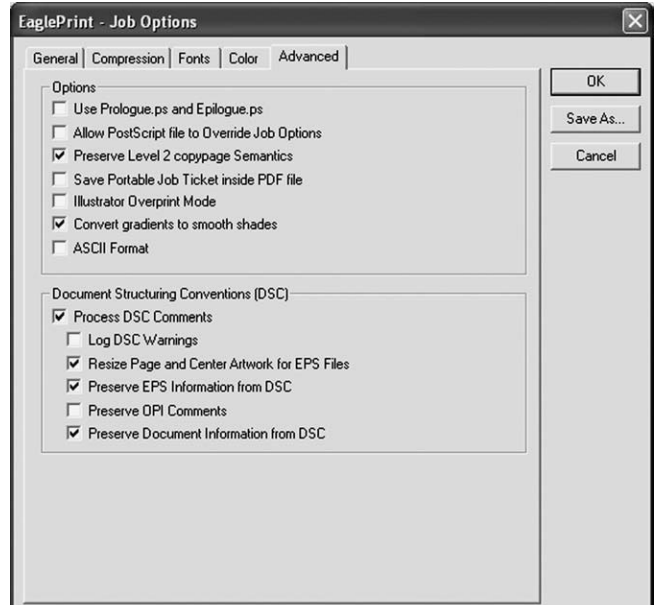 EaglePrint - Job Options
General Compression Fonts Color Advanced
Options
Use Prologue.ps and Epilogue.ps
Allow PostScript file to Override Job Options
Preserve Level 2 copypage Semantics
Save Portable Job Ticket inside PDF file
Illustrator Overprint Mode
Convert gradients to smooth shades
ASCII Format
Document Structuring Conventions (DSC)
Process DSC Comments
Log DSC Warnings
Resize Page and Center Artwork for EPS Files
Preserve EPS Information from DSC
Preserve OPI Comments
Preserve Document Information from DSC
OK
Save As...
Cancel